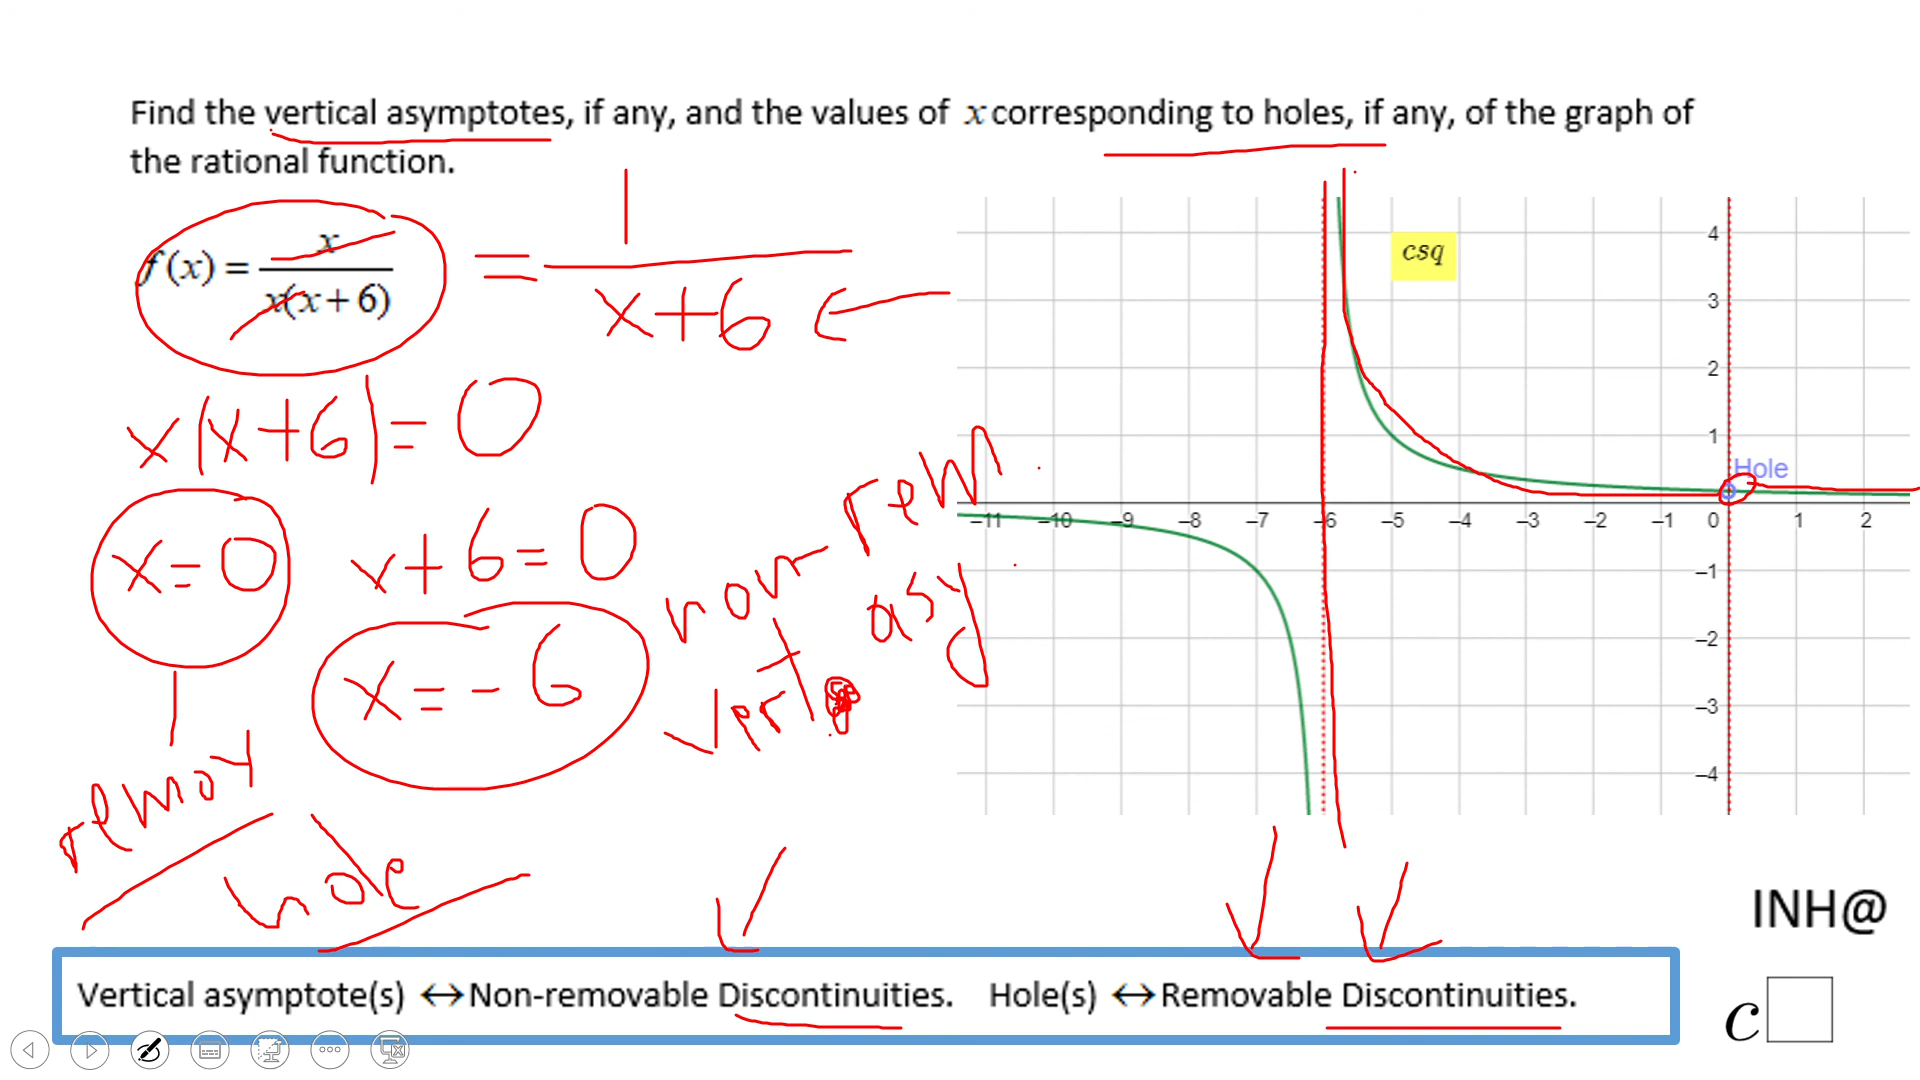 Find the vertical asymptotes, if any, and the values of x corresponding to holes, if any, of the graph of
the rational function.
f(x) = x / x(x+6) = 1 / x+6
x(x+6) = 0
x = 0
x+6 = 0
x = -6
remov
hole
non-rem
vert asy
csq
Hole
4
3
2
1
-11 -10 -9 -8 -7 -6 -5 -4 -3 -2 -1 0 1 2
-1
-2
-3
-4
INH@
Vertical asymptote(s) ↔ Non-removable Discontinuities. Hole(s) ↔ Removable Discontinuities.
c